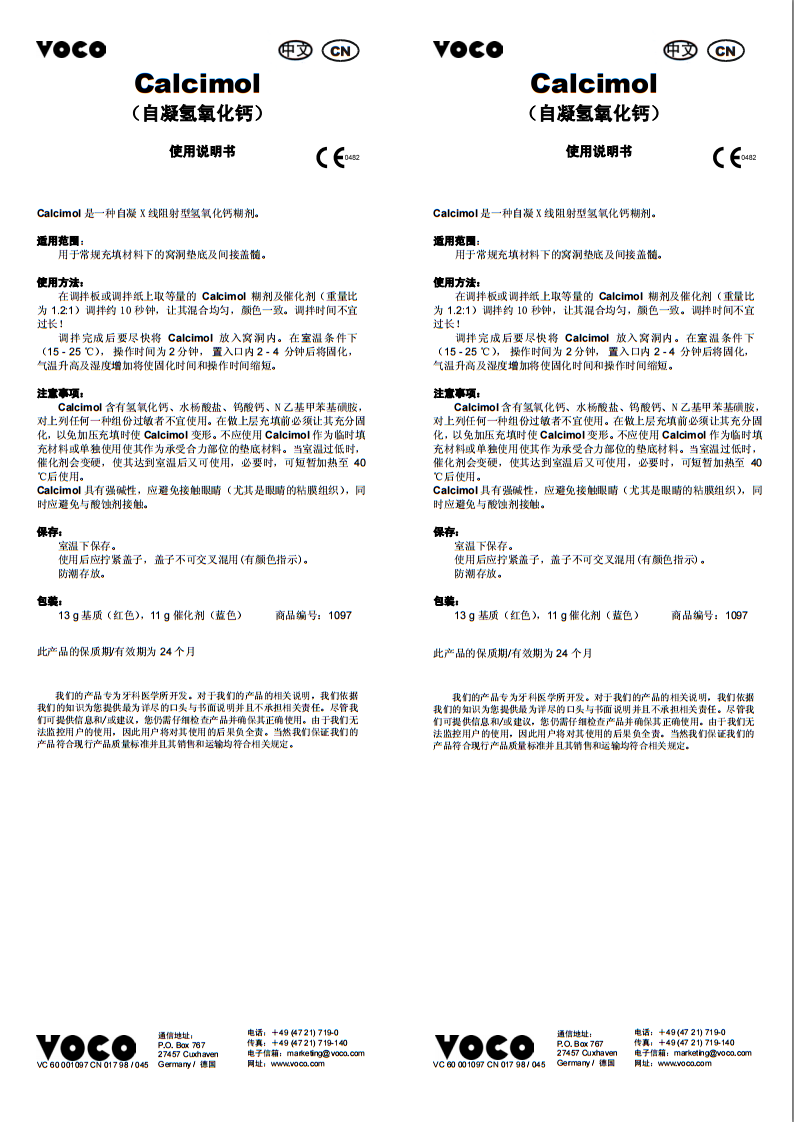 VOCO
中文 CN
Calcimol
（自凝氢氧化钙）
使用说明书
CE 0482
Calcimol 是一种自凝 X 线阻射型氢氧化钙糊剂。
适用范围：
用于常规充填材料下的窝洞垫底及间接盖髓。
使用方法：
在调拌板或调拌纸上取等量的 Calcimol 糊剂及催化剂（重量比
为 1.2:1）调拌约 10 秒钟，让其混合均匀，颜色一致。调拌时间不宜
过长！
调拌完成后要尽快将 Calcimol 放入窝洞内。在室温条件下
（15 - 25 ℃）， 操作时间为 2 分钟， 置入口内 2 - 4 分钟后将固化，
气温升高及湿度增加将使固化时间和操作时间缩短。
注意事项：
Calcimol 含有氢氧化钙、水杨酸盐、钨酸钙、N 乙基甲苯基磺胺，
对上列任何一种组份过敏者不宜使用。在做上层充填前必须让其充分固
化，以免加压充填时使 Calcimol 变形。不应使用 Calcimol 作为临时填
充材料或单独使用使其作为承受合力部位的垫底材料。当室温过低时，
催化剂会变硬，使其达到室温后又可使用，必要时，可短暂加热至 40
℃后使用。
Calcimol 具有强碱性，应避免接触眼睛（尤其是眼睛的粘膜组织），同
时应避免与酸蚀剂接触。
保存：
室温下保存。
使用后应拧紧盖子，盖子不可交叉混用(有颜色指示)。
防潮存放。
包装：
13 g 基质（红色），11 g 催化剂（蓝色） 商品编号：1097
此产品的保质期/有效期为 24 个月
我们的产品专为牙科医学所开发。对于我们的产品的相关说明，我们依据
我们的知识为您提供最为详尽的口头与书面说明并且不承担相关责任。尽管我
们可提供信息和/或建议，您仍需仔细检查产品并确保其正确使用。由于我们无
法监控用户的使用，因此用户将对其使用的后果负全责。当然我们保证我们的
产品符合现行产品质量标准并且其销售和运输均符合相关规定。
VOCO
VC 60 001097 CN 017 98 / 045
通信地址：
P.O. Box 767
27457 Cuxhaven
Germany / 德国
电话：＋49 (47 21) 719-0
传真：＋49 (47 21) 719-140
电子信箱：marketing@voco.com
网址：www.voco.com
VOCO
中文 CN
Calcimol
（自凝氢氧化钙）
使用说明书
CE 0482
Calcimol 是一种自凝 X 线阻射型氢氧化钙糊剂。
适用范围：
用于常规充填材料下的窝洞垫底及间接盖髓。
使用方法：
在调拌板或调拌纸上取等量的 Calcimol 糊剂及催化剂（重量比
为 1.2:1）调拌约 10 秒钟，让其混合均匀，颜色一致。调拌时间不宜
过长！
调拌完成后要尽快将 Calcimol 放入窝洞内。在室温条件下
（15 - 25 ℃）， 操作时间为 2 分钟， 置入口内 2 - 4 分钟后将固化，
气温升高及湿度增加将使固化时间和操作时间缩短。
注意事项：
Calcimol 含有氢氧化钙、水杨酸盐、钨酸钙、N 乙基甲苯基磺胺，
对上列任何一种组份过敏者不宜使用。在做上层充填前必须让其充分固
化，以免加压充填时使 Calcimol 变形。不应使用 Calcimol 作为临时填
充材料或单独使用使其作为承受合力部位的垫底材料。当室温过低时，
催化剂会变硬，使其达到室温后又可使用，必要时，可短暂加热至 40
℃后使用。
Calcimol 具有强碱性，应避免接触眼睛（尤其是眼睛的粘膜组织），同
时应避免与酸蚀剂接触。
保存：
室温下保存。
使用后应拧紧盖子，盖子不可交叉混用(有颜色指示)。
防潮存放。
包装：
13 g 基质（红色），11 g 催化剂（蓝色） 商品编号：1097
此产品的保质期/有效期为 24 个月
我们的产品专为牙科医学所开发。对于我们的产品的相关说明，我们依据
我们的知识为您提供最为详尽的口头与书面说明并且不承担相关责任。尽管我
们可提供信息和/或建议，您仍需仔细检查产品并确保其正确使用。由于我们无
法监控用户的使用，因此用户将对其使用的后果负全责。当然我们保证我们的
产品符合现行产品质量标准并且其销售和运输均符合相关规定。
VOCO
VC 60 001097 CN 017 98 / 045
通信地址：
P.O. Box 767
27457 Cuxhaven
Germany / 德国
电话：＋49 (47 21) 719-0
传真：＋49 (47 21) 719-140
电子信箱：marketing@voco.com
网址：www.voco.com